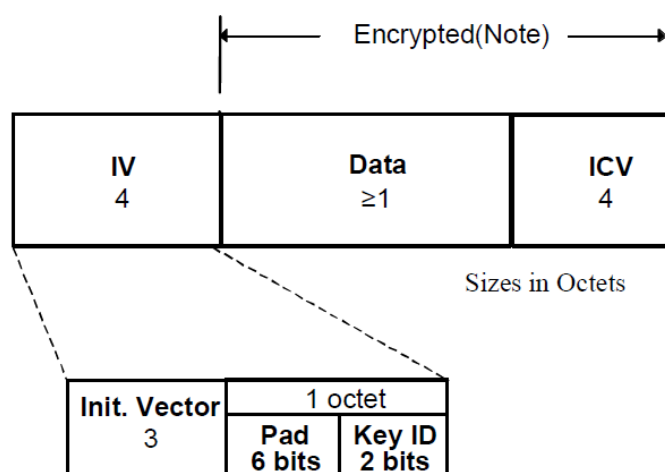 Encrypted(Note)
IV
4
Data
≥1
ICV
4
Sizes in Octets
Init. Vector
3
1 octet
Pad
6 bits
Key ID
2 bits